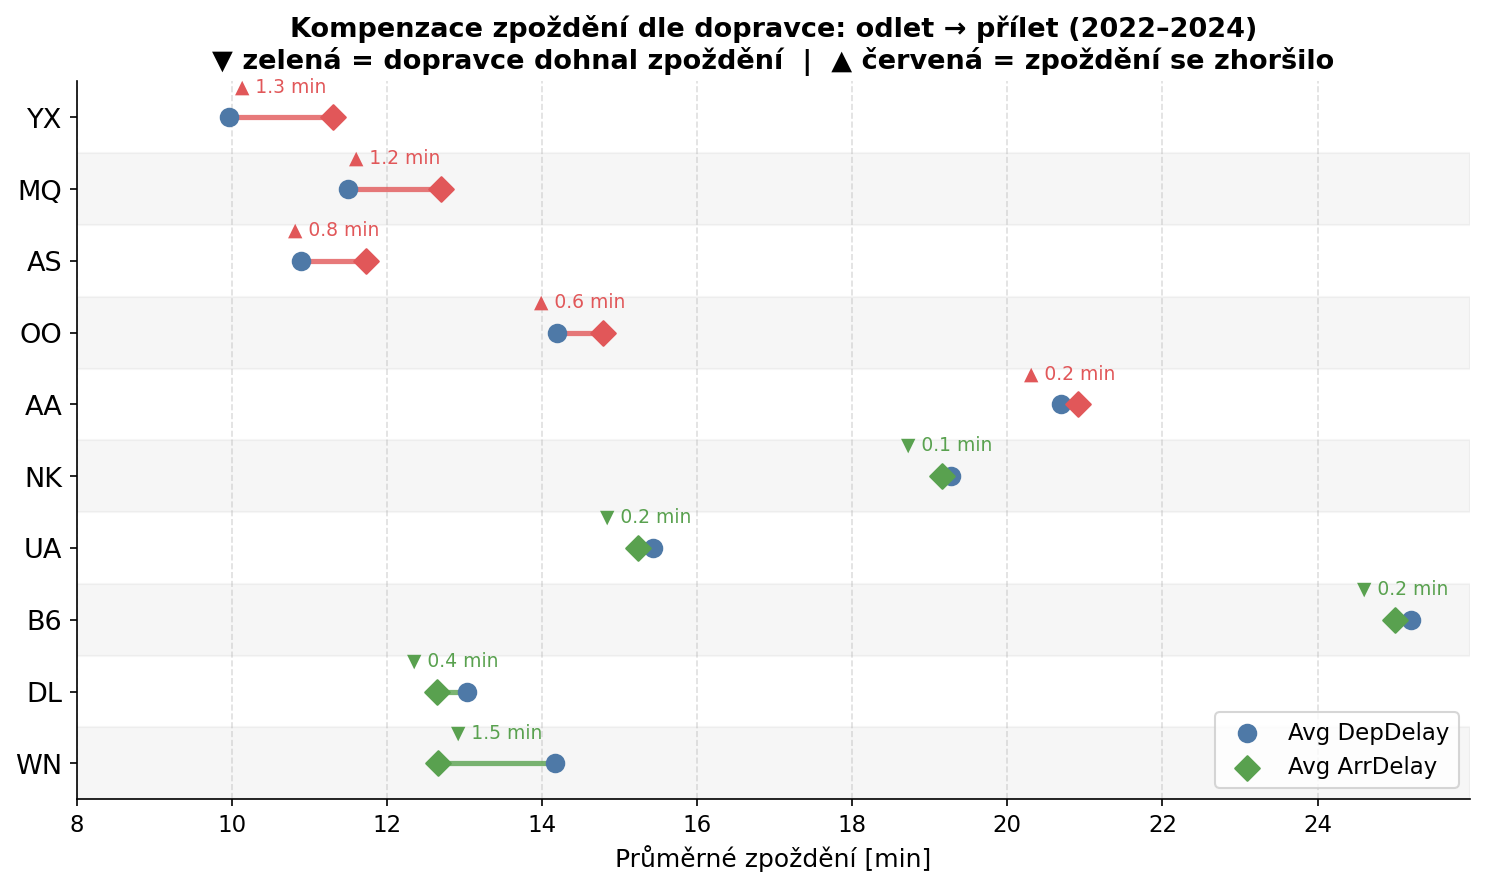 Kompenzace zpoždění dle dopravce: odlet → přílet (2022–2024)
▼ zelená = dopravce dohnal zpoždění | ▲ červená = zpoždění se zhoršilo
YX
▲ 1.3 min
MQ
▲ 1.2 min
AS
▲ 0.8 min
OO
▲ 0.6 min
AA
▲ 0.2 min
NK
▼ 0.1 min
UA
▼ 0.2 min
B6
▼ 0.2 min
DL
▼ 0.4 min
WN
▼ 1.5 min
Avg DepDelay
Avg ArrDelay
8 10 12 14 16 18 20 22 24
Průměrné zpoždění [min]